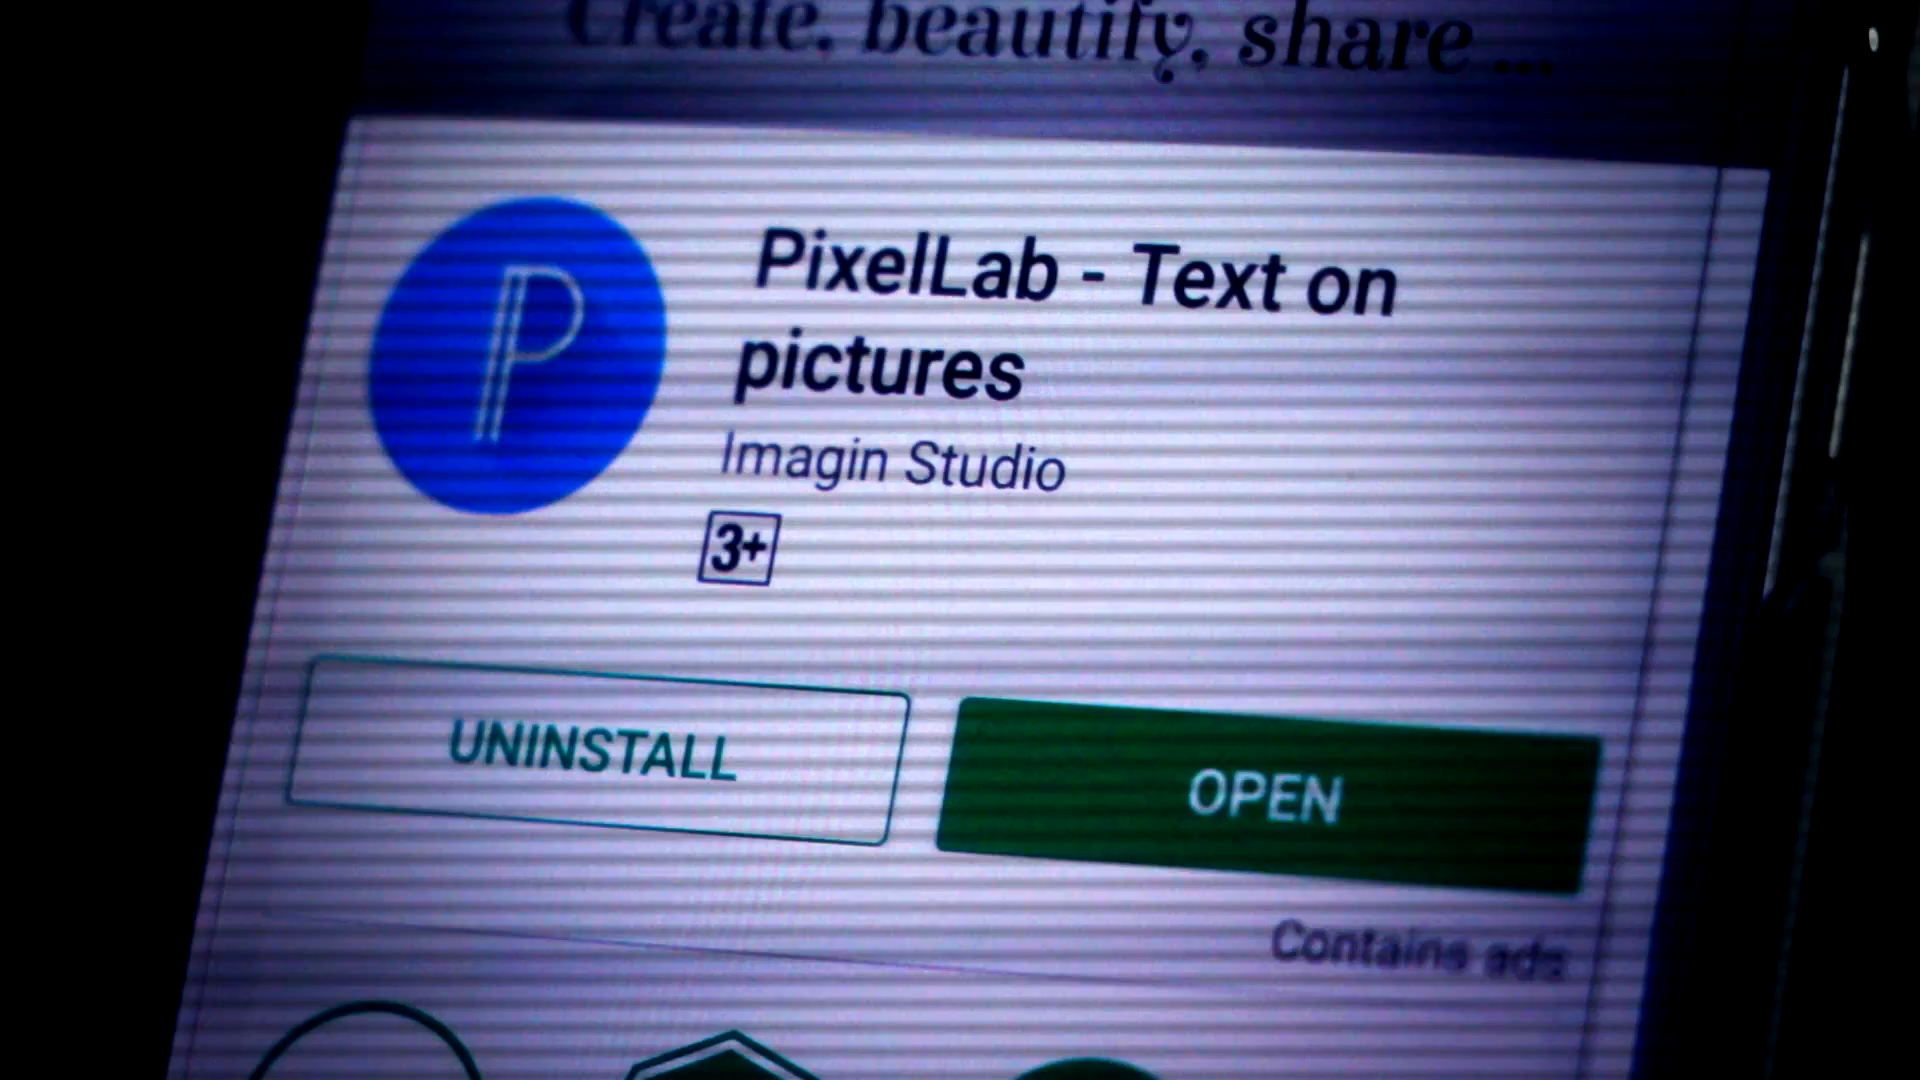 Create, beautify, share ...
P
PixelLab - Text on
pictures
Imagin Studio
3+
UNINSTALL
OPEN
Contains ads